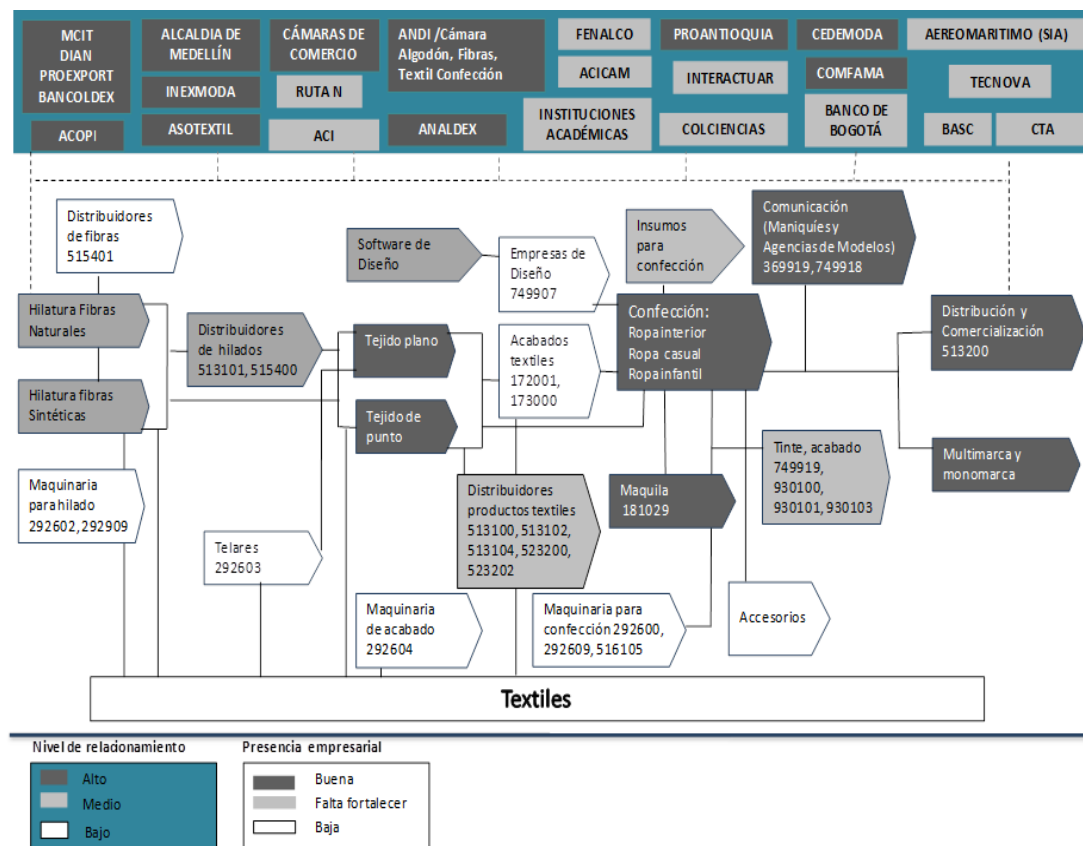 MCIT
DIAN
PROEXPORT
BANCOLDEX
ACOPI
ALCALDIA DE
MEDELLÍN
INEXMODA
ASOTEXTIL
CÁMARAS DE
COMERCIO
RUTA N
ACI
ANDI /Cámara
Algodón, Fibras,
Textil Confección
ANALDEX
FENALCO
ACICAM
INSTITUCIONES
ACADÉMICAS
PROANTIOQUIA
INTERACTUAR
COLCIENCIAS
CEDEMODA
COMFAMA
BANCO DE
BOGOTÁ
AEREOMARITIMO (SIA)
TECNOVA
BASC
CTA
Distribuidores
de fibras
515401
Software de
Diseño
Empresas de
Diseño
749907
Insumos
para
confección
Comunicación
(Maniquíes y
Agencias de Modelos)
369919, 749918
Hilatura Fibras
Naturales
Distribuidores
de hilados
513101, 515400
Tejido plano
Acabados
textiles
172001,
173000
Confección:
Ropainterior
Ropa casual
Ropainfantil
Distribución y
Comercialización
513200
Hilatura fibras
Sintéticas
Tejido de
punto
Maquinaria
para hilado
292602, 292909
Distribuidores
productos textiles
513100, 513102,
513104, 523200,
523202
Maquila
181029
Tinte, acabado
749919,
930100,
930101, 930103
Multimarca y
monomarca
Telares
292603
Maquinaria
de acabado
292604
Maquinaria para
confección 292600,
292609, 516105
Accesorios
Textiles
Nivel de relacionamiento
Alto
Medio
Bajo
Presencia empresarial
Buena
Falta fortalecer
Baja